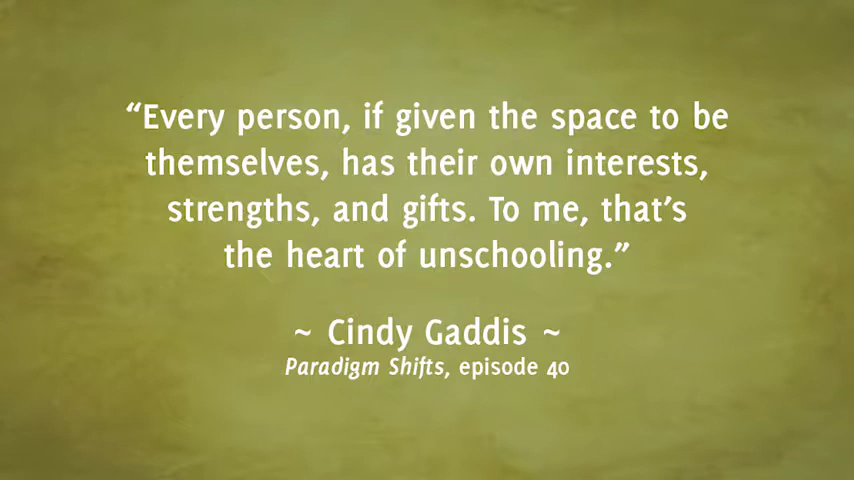 “Every person, if given the space to be
themselves, has their own interests,
strengths, and gifts. To me, that’s
the heart of unschooling.”
~ Cindy Gaddis ~
Paradigm Shifts, episode 40